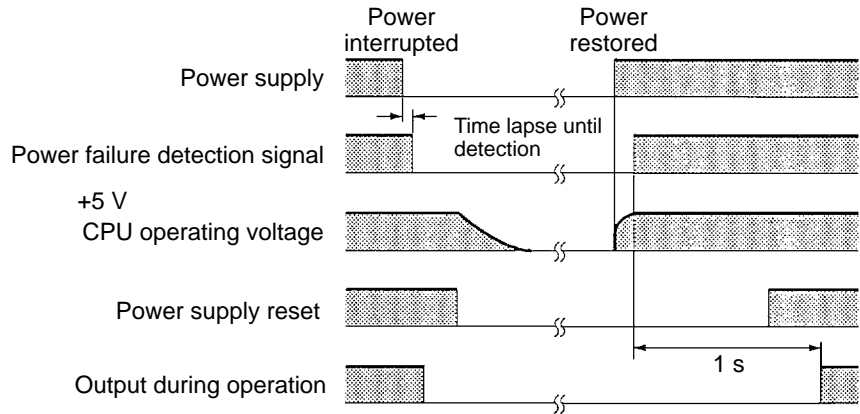 Power
interrupted
Power
restored
Power supply
Time lapse until
detection
Power failure detection signal
+5 V
CPU operating voltage
Power supply reset
1 s
Output during operation